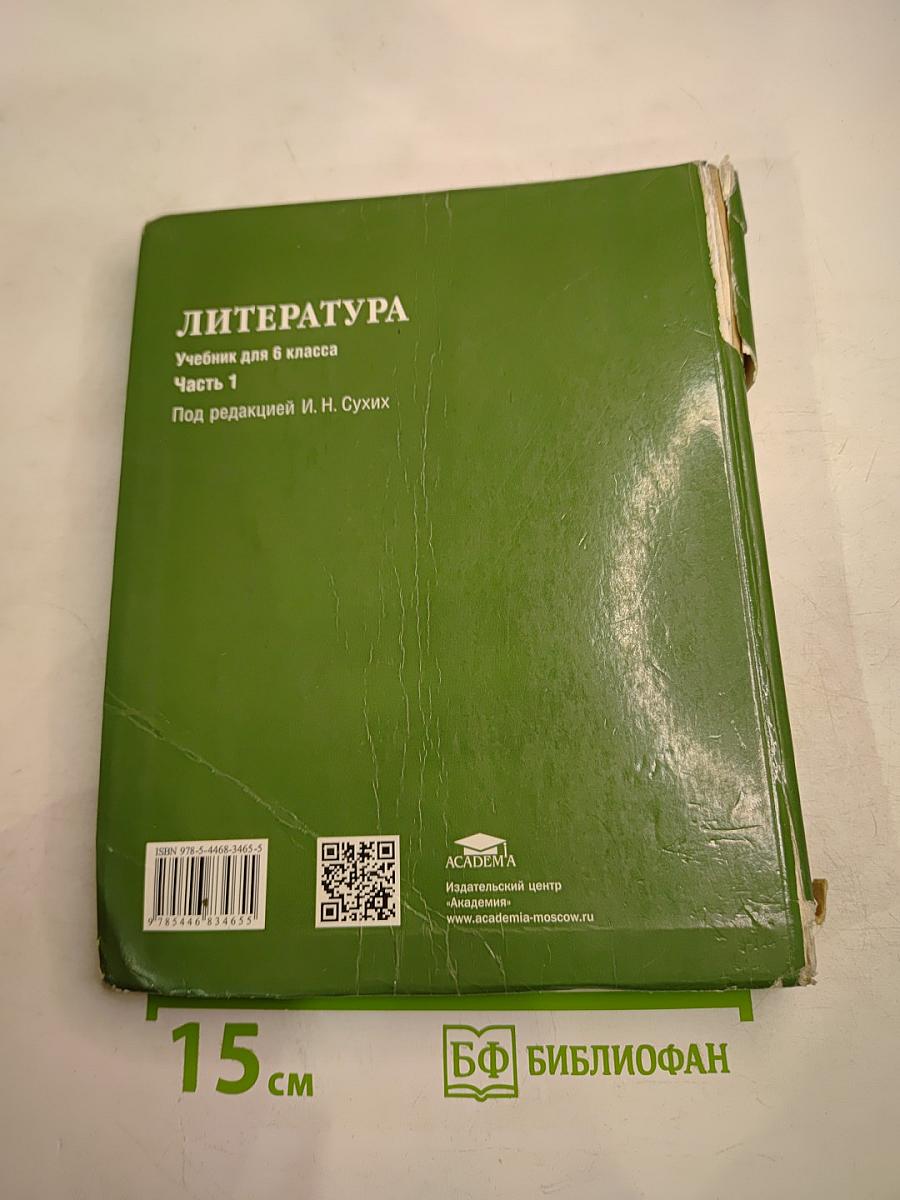 ЛИТЕРАТУРА
Учебник для 6 класса
Часть 1
Под редакцией И. Н. Сухих
ISBN 978-5-4468-3465-5
9 785446 834655
ACADEMIA
Издательский центр
«Академия»
www.academia-moscow.ru
15 см
БФ БИБЛИОФАН